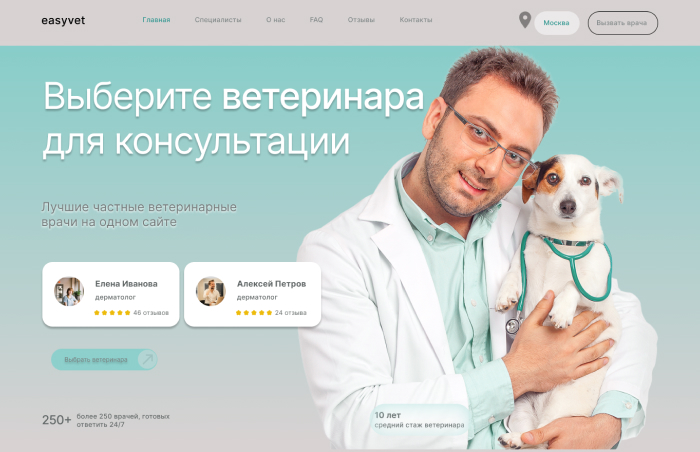 easyvet
Главная
Специалисты
О нас
FAQ
Отзывы
Контакты
Москва
Вызвать врача
Выберите ветеринара
для консультации
Лучшие частные ветеринарные
врачи на одном сайте
Елена Иванова
дерматолог
46 отзывов
Алексей Петров
дерматолог
24 отзыва
Выбрать ветеринара
250+
более 250 врачей, готовых
ответить 24/7
10 лет
средний стаж ветеринара